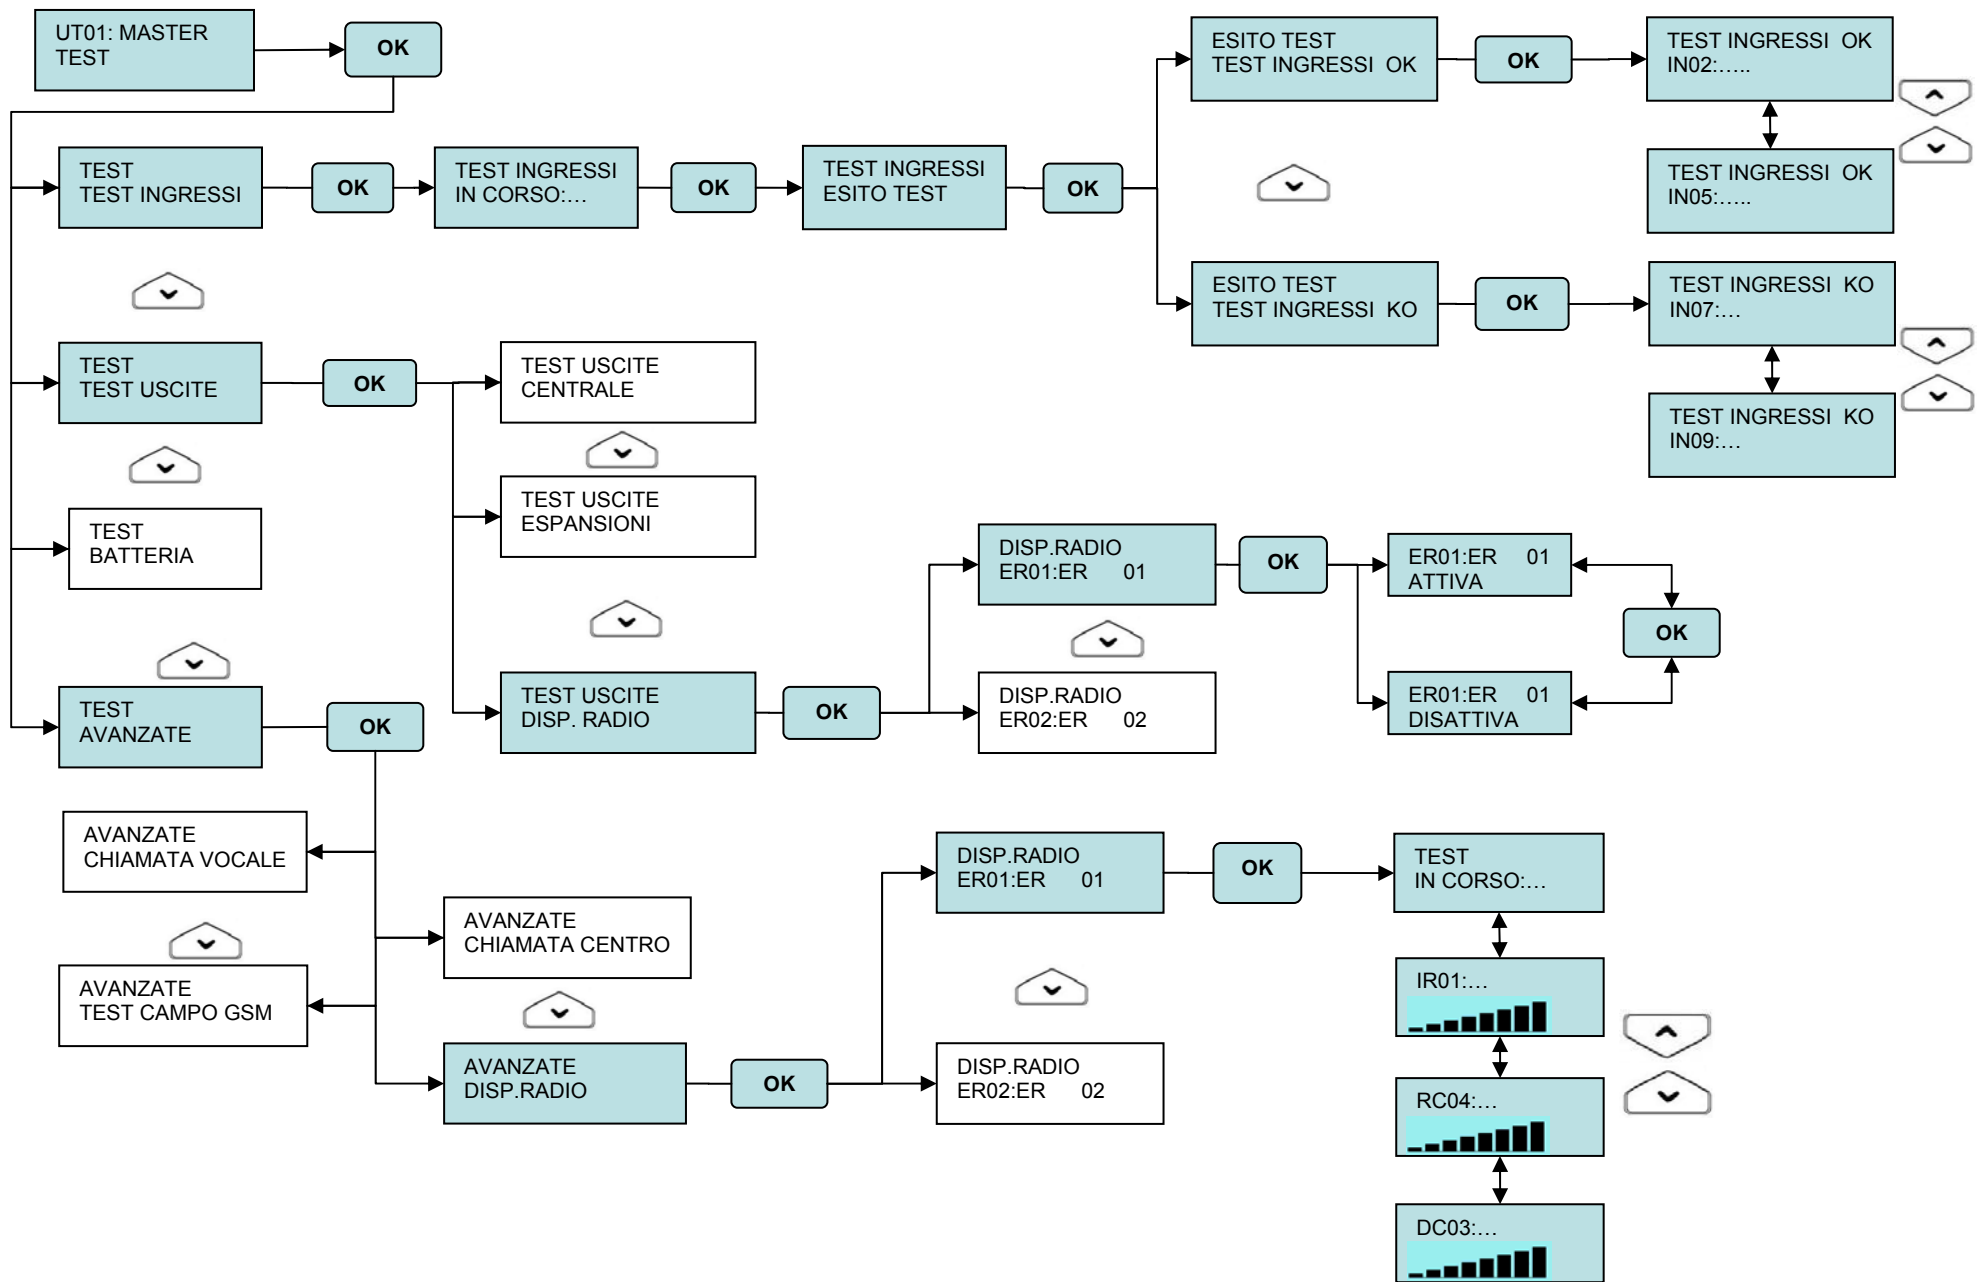 UT01: MASTER
TEST
OK
ESITO TEST
TEST INGRESSI  OK
OK
TEST INGRESSI  OK
IN02:.....
TEST
TEST INGRESSI
OK
TEST INGRESSI
IN CORSO:...
OK
TEST INGRESSI
ESITO TEST
OK
TEST INGRESSI  OK
IN05:.....
ESITO TEST
TEST INGRESSI  KO
OK
TEST INGRESSI  KO
IN07:...
TEST INGRESSI  KO
IN09:...
TEST
TEST USCITE
OK
TEST USCITE
CENTRALE
TEST USCITE
ESPANSIONI
TEST
BATTERIA
DISP.RADIO
ER01:ER 01
OK
ER01:ER 01
ATTIVA
OK
ER01:ER 01
DISATTIVA
TEST USCITE
DISP. RADIO
OK
DISP.RADIO
ER02:ER 02
TEST
AVANZATE
OK
AVANZATE
CHIAMATA VOCALE
AVANZATE
CHIAMATA CENTRO
AVANZATE
TEST CAMPO GSM
AVANZATE
DISP.RADIO
OK
DISP.RADIO
ER01:ER 01
OK
TEST
IN CORSO:...
DISP.RADIO
ER02:ER 02
IR01:...
RC04:...
DC03:...